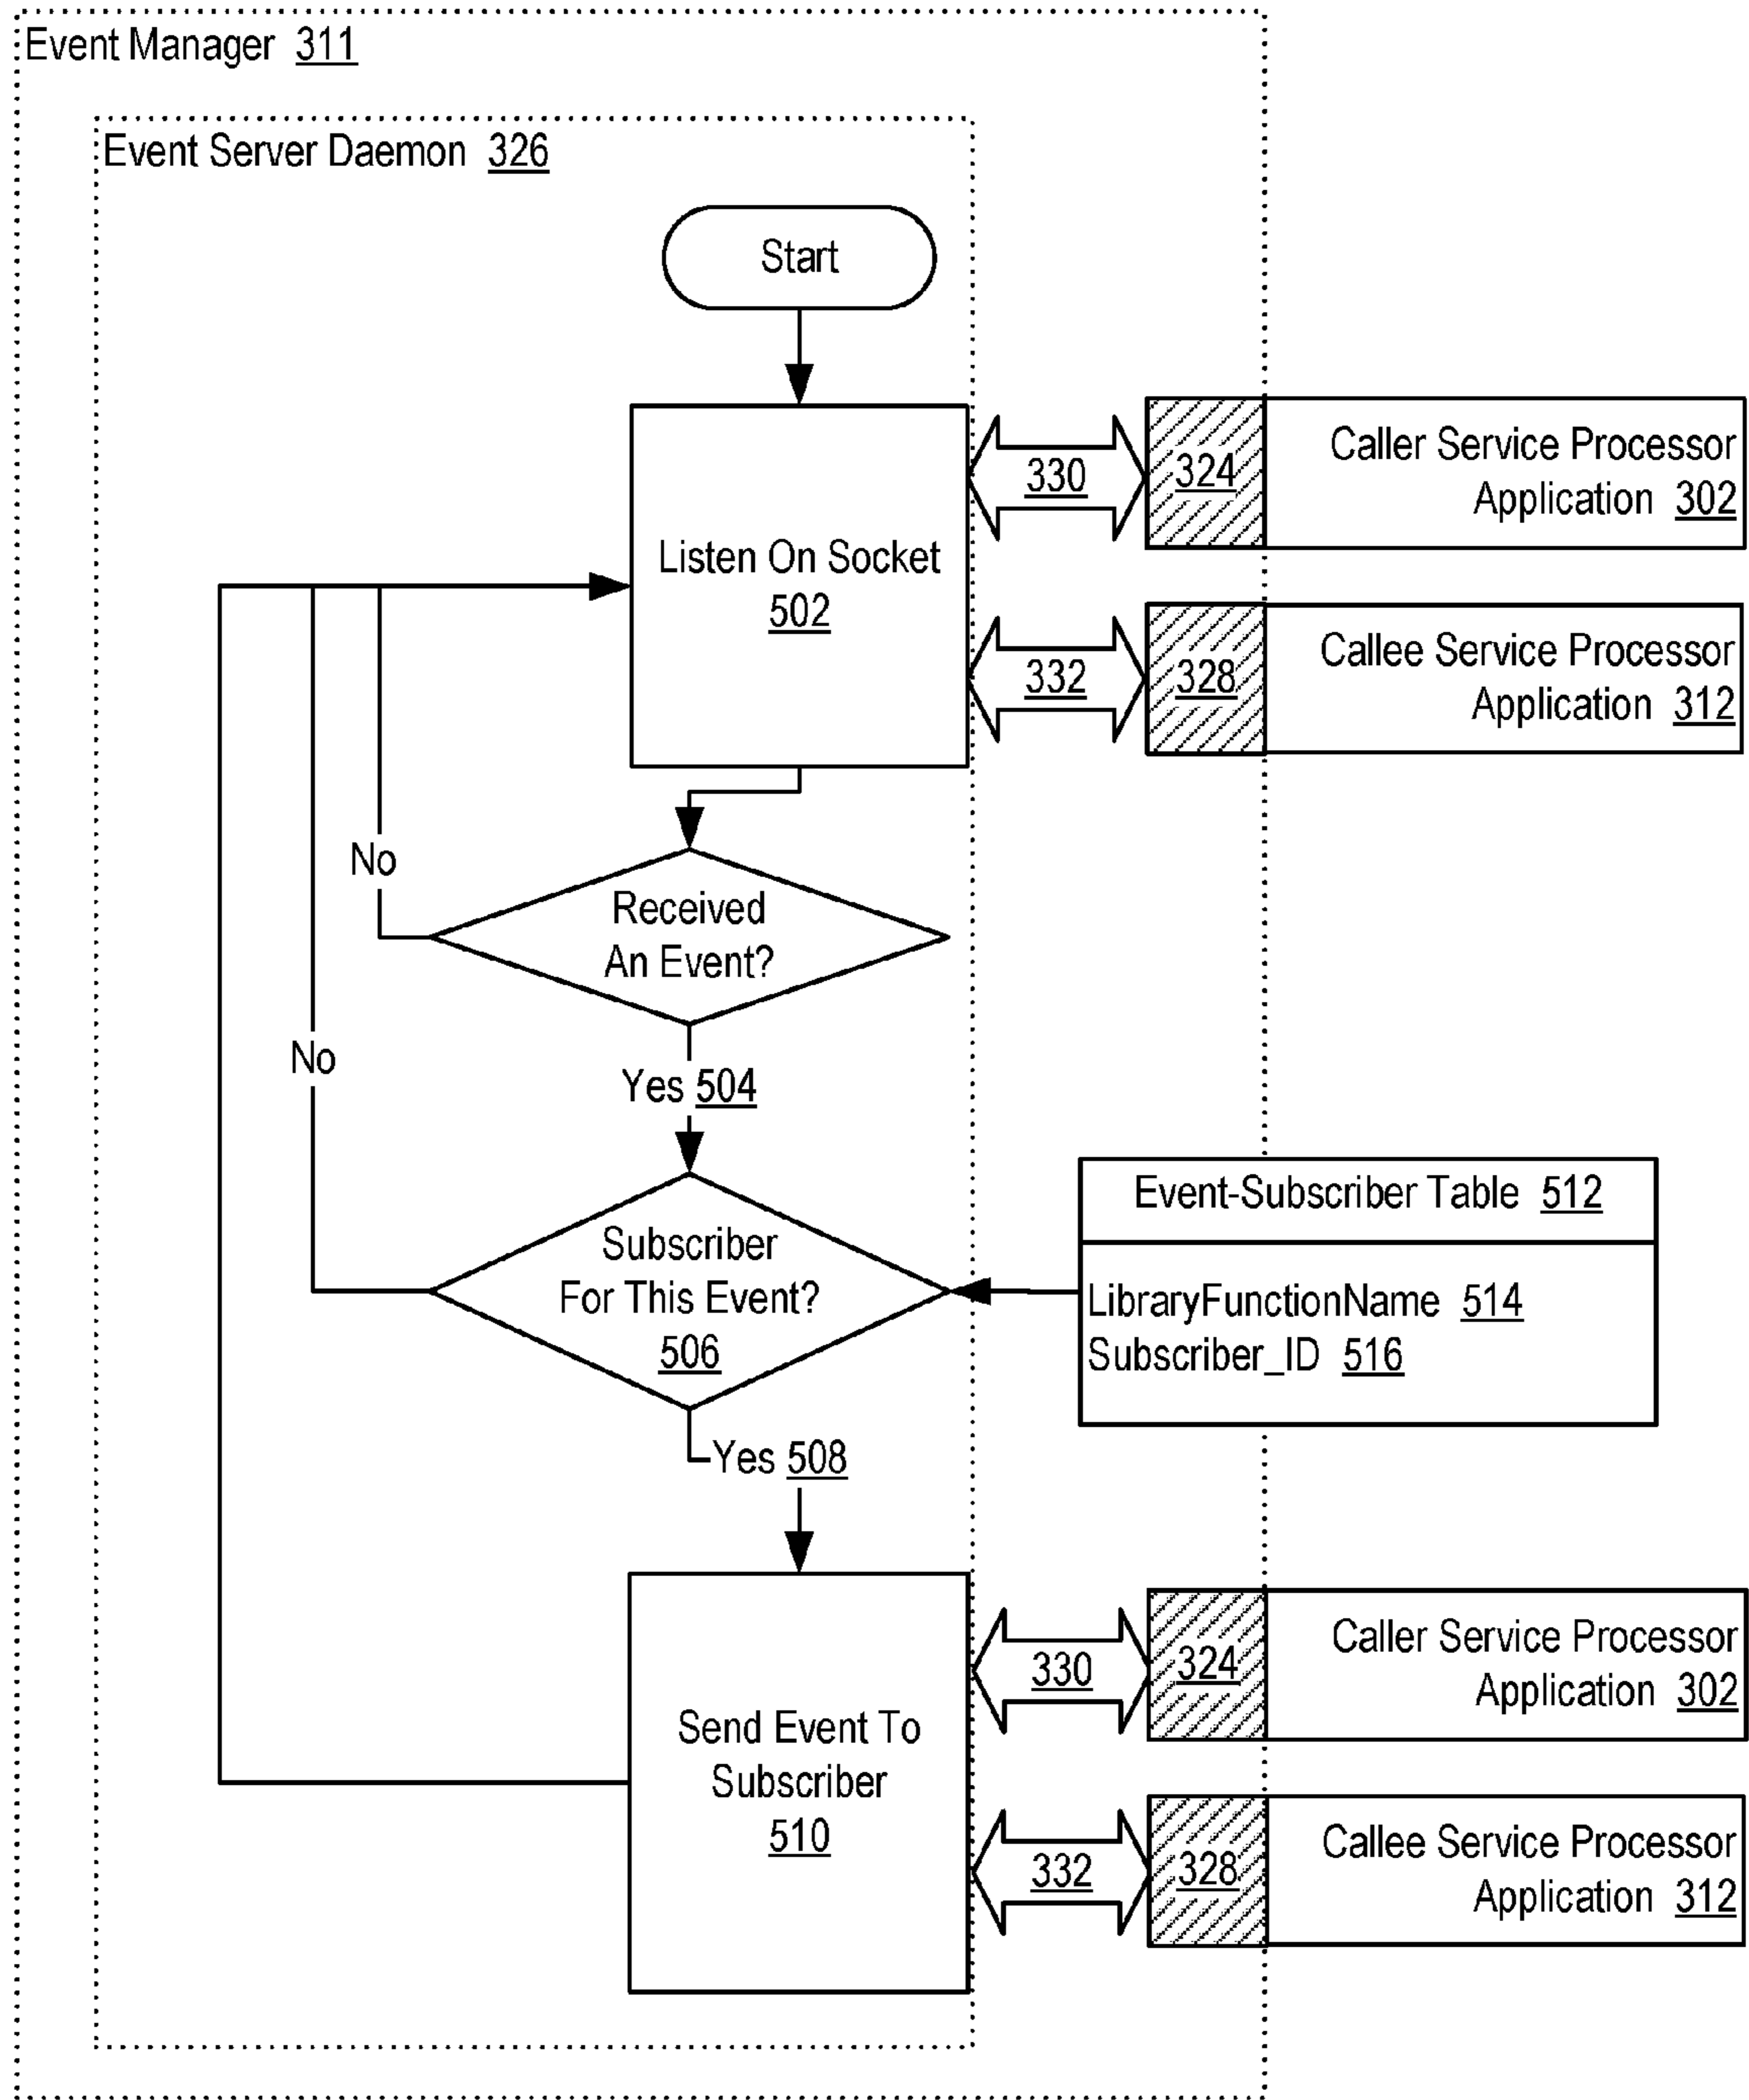 Event Manager 311
Event Server Daemon 326
Start
Listen On Socket
502
330
324
Caller Service Processor
Application 302
332
328
Callee Service Processor
Application 312
No
Received
An Event?
No
Yes 504
Subscriber
For This Event?
506
Event-Subscriber Table 512
LibraryFunctionName 514
Subscriber_ID 516
Yes 508
Send Event To
Subscriber
510
330
324
Caller Service Processor
Application 302
332
328
Callee Service Processor
Application 312